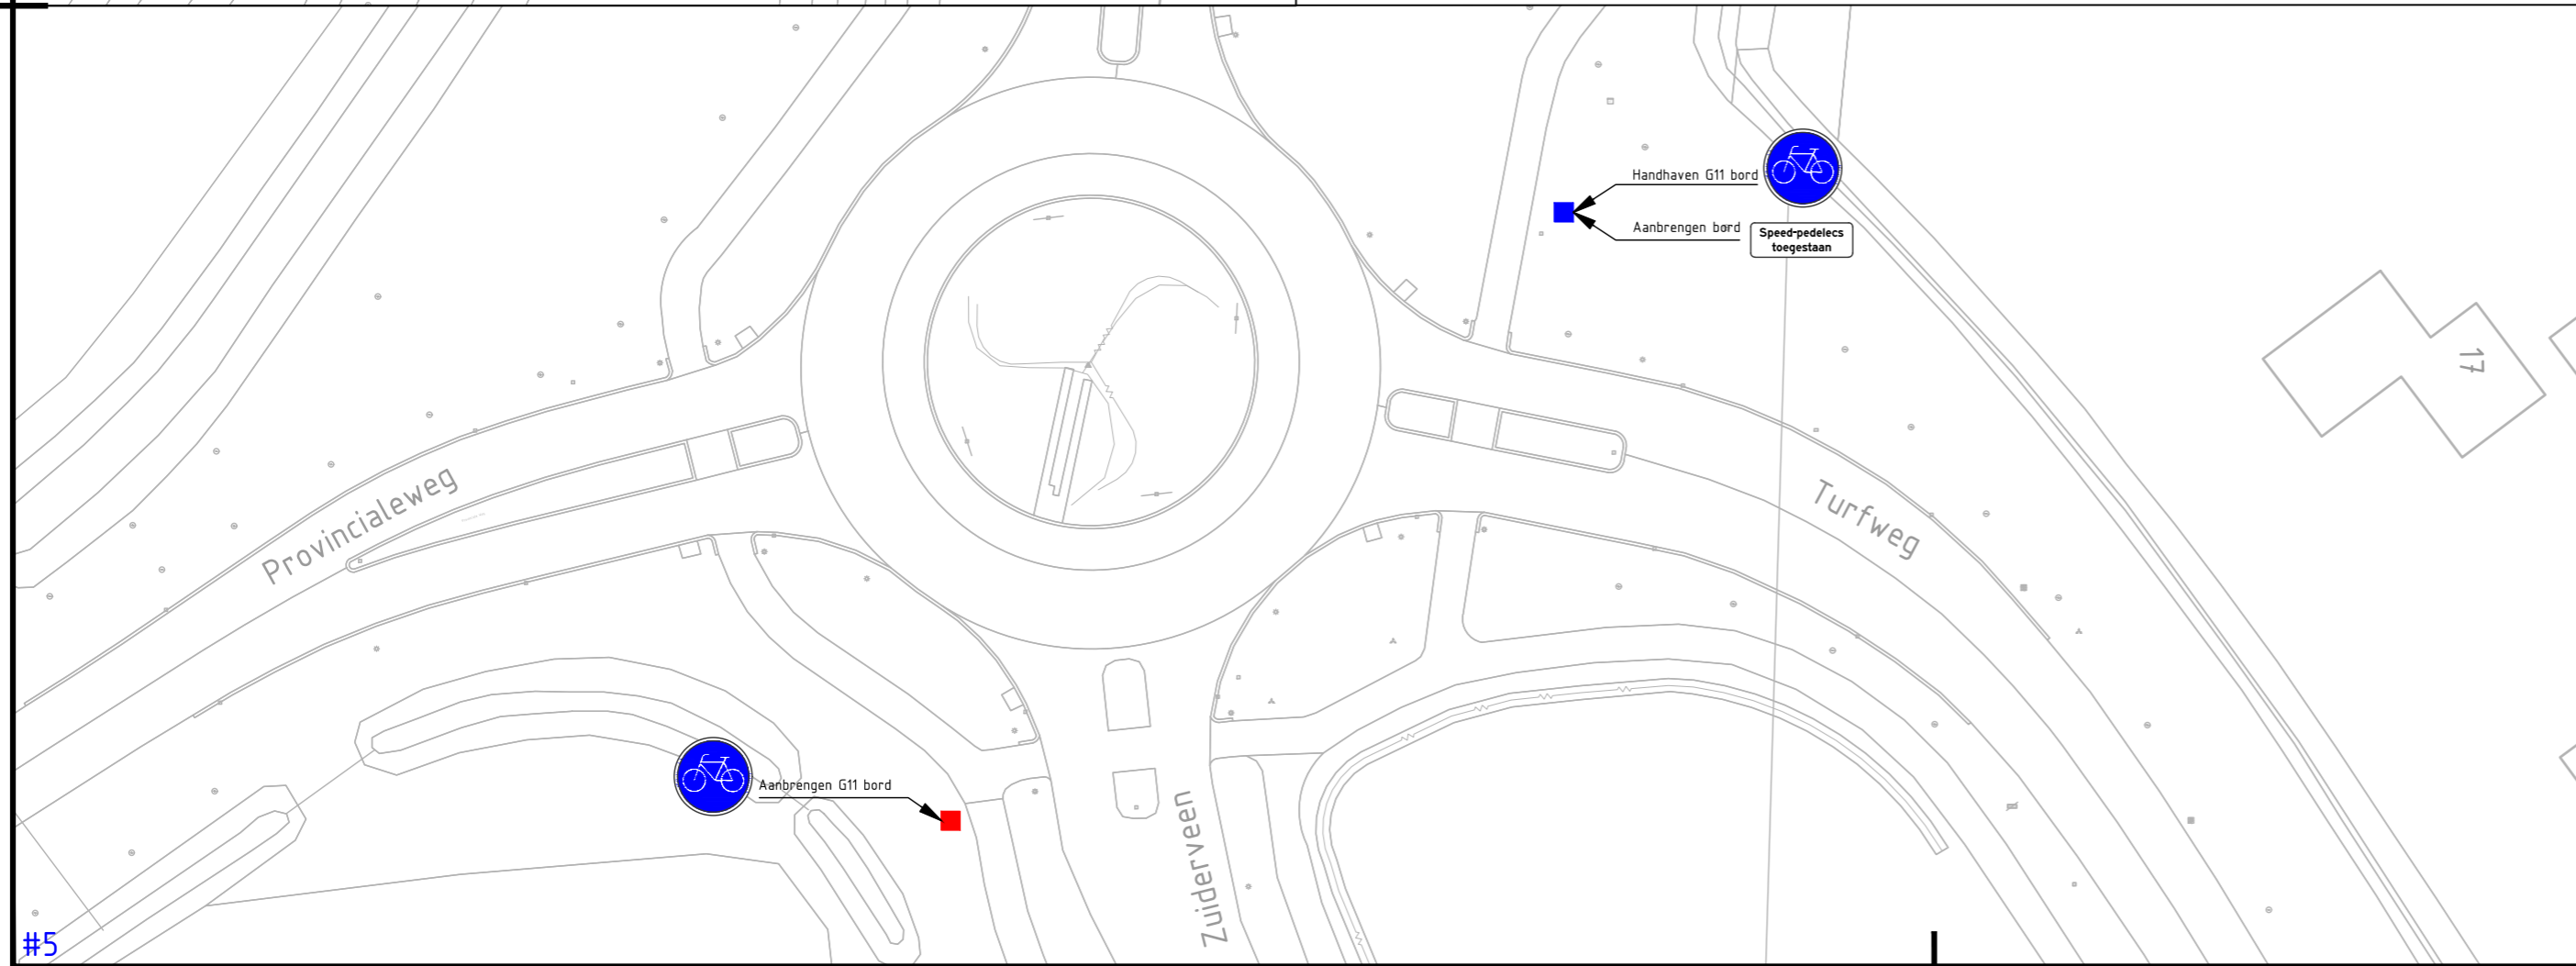 Handhaven G11 bord
Aanbrengen bord
Speed-pedelecs
toegestaan
17
Provincialeweg
Turfweg
Aanbrengen G11 bord
Zuiderveen
#5